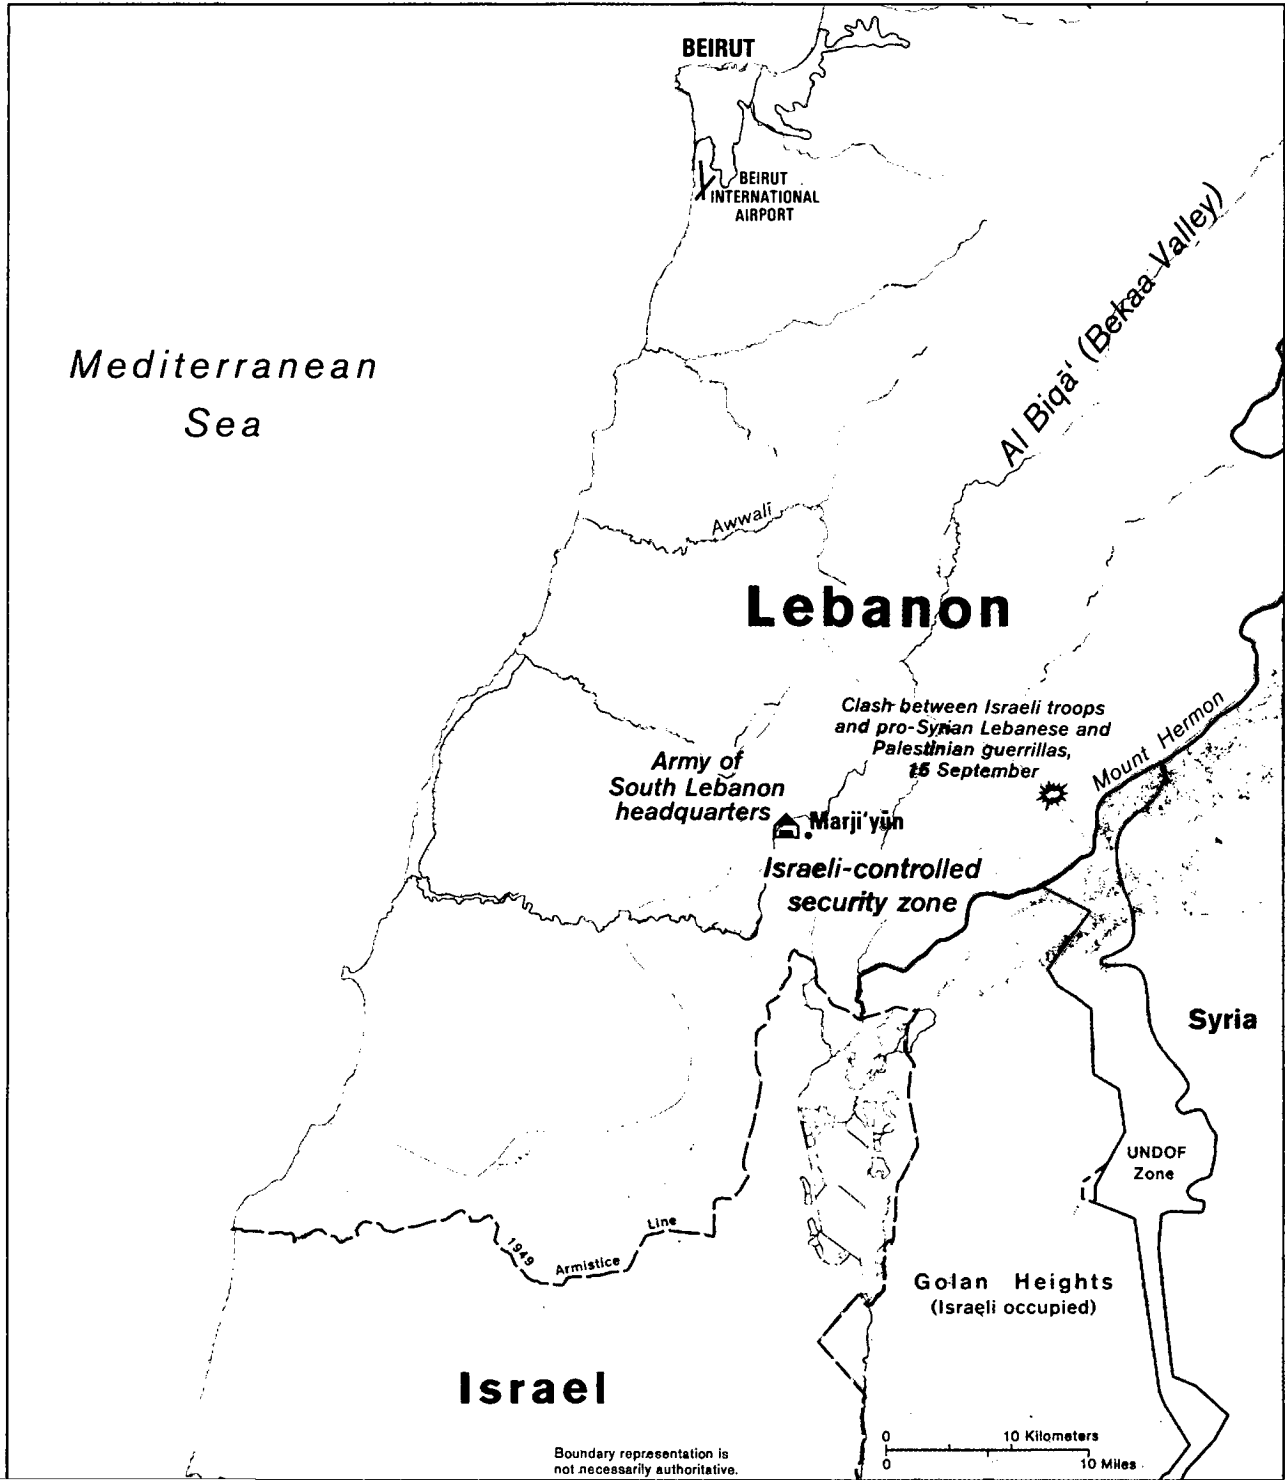 BEIRUT
BEIRUT
INTERNATIONAL
AIRPORT
Al Biqā' (Bekaa Valley)
Mediterranean
Sea
Awwali
Lebanon
Clash between Israeli troops
and pro-Syrian Lebanese and
Palestinian guerrillas,
15 September
Mount Hermon
Army of
South Lebanon
headquarters
Marji'yūn
Israeli-controlled
security zone
Syria
UNDOF
Zone
1949 Armistice Line
Golan Heights
(Israeli occupied)
Israel
0 10 Kilometers
0 10 Miles
Boundary representation is
not necessarily authoritative.